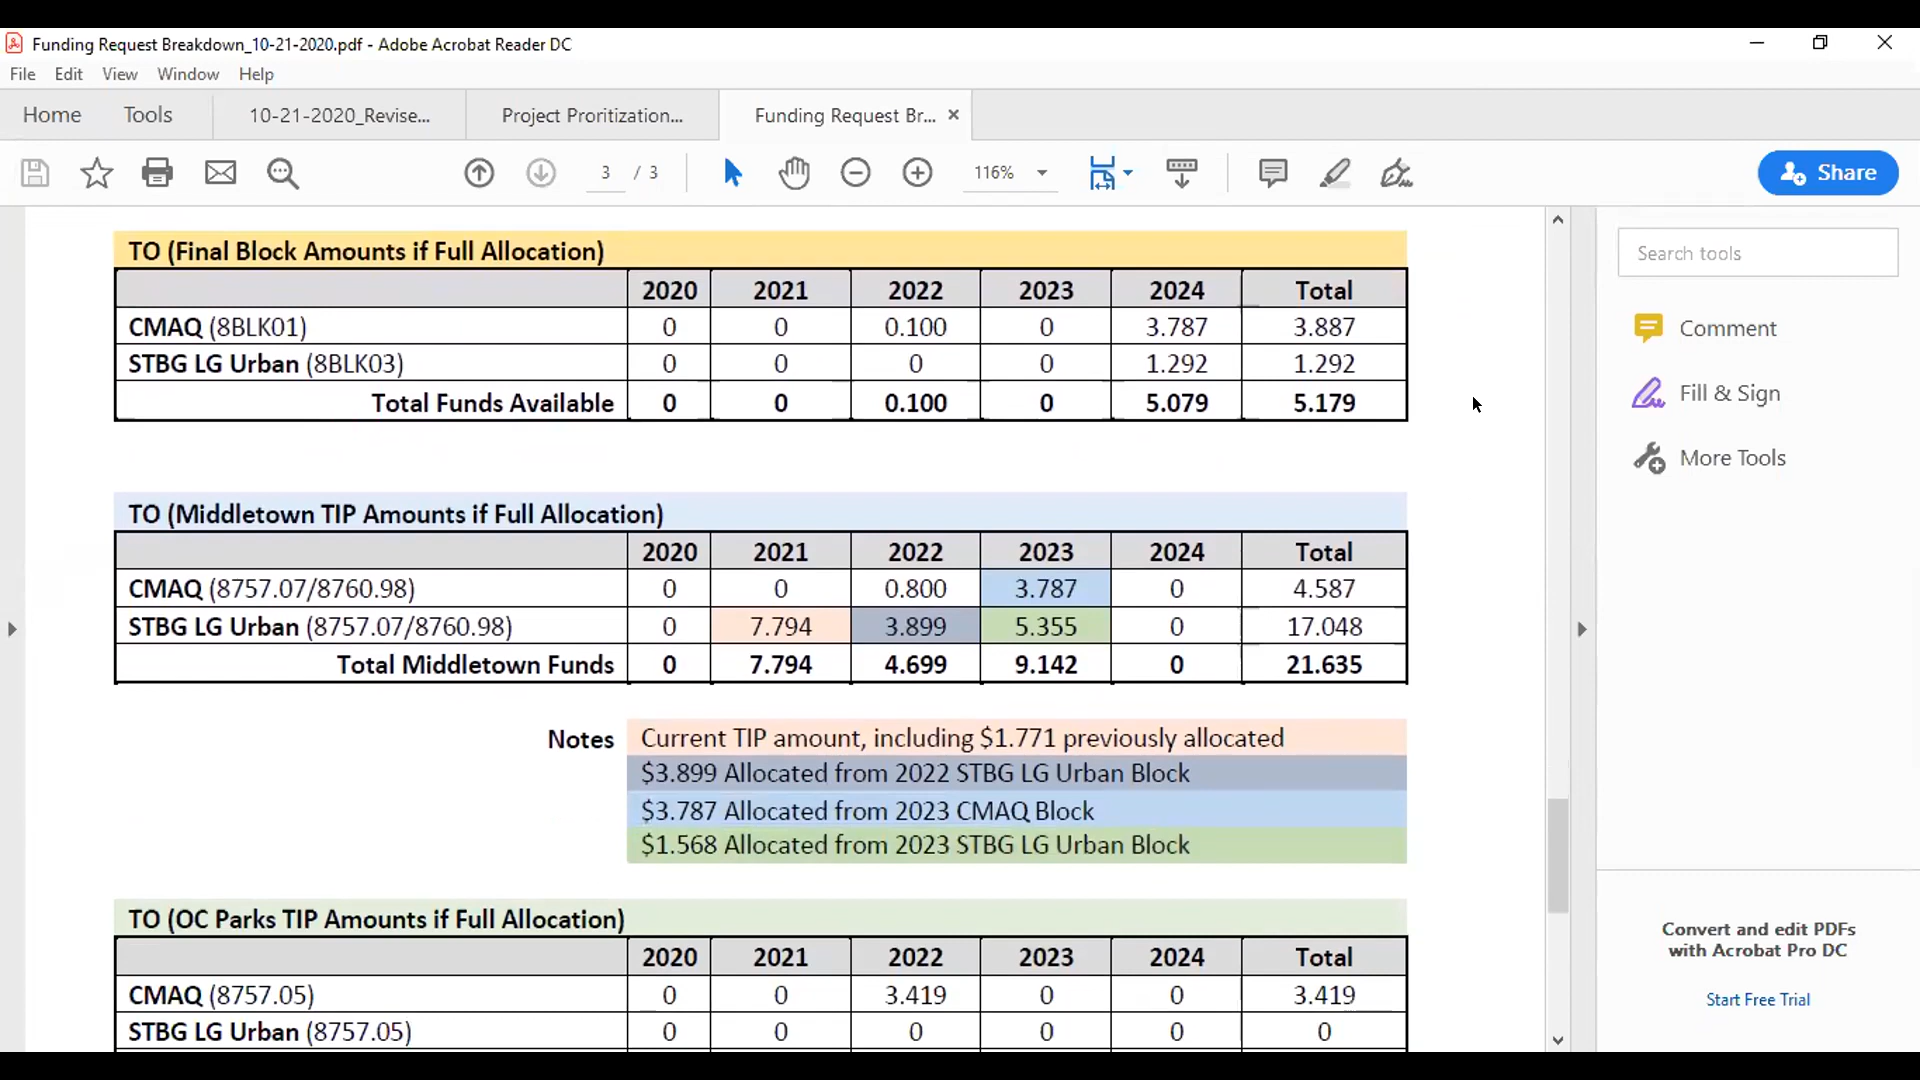 Funding Request Breakdown_10-21-2020.pdf - Adobe Acrobat Reader DC
File Edit View Window Help
Home Tools 10-21-2020_Revise... Project Proritization... Funding Request Br... ×
3 / 3 116% Share
TO (Final Block Amounts if Full Allocation)
2020 2021 2022 2023 2024 Total
CMAQ (8BLK01) 0 0 0.100 0 3.787 3.887
STBG LG Urban (8BLK03) 0 0 0 0 1.292 1.292
Total Funds Available 0 0 0.100 0 5.079 5.179
TO (Middletown TIP Amounts if Full Allocation)
2020 2021 2022 2023 2024 Total
CMAQ (8757.07/8760.98) 0 0 0.800 3.787 0 4.587
STBG LG Urban (8757.07/8760.98) 0 7.794 3.899 5.355 0 17.048
Total Middletown Funds 0 7.794 4.699 9.142 0 21.635
Notes Current TIP amount, including $1.771 previously allocated
$3.899 Allocated from 2022 STBG LG Urban Block
$3.787 Allocated from 2023 CMAQ Block
$1.568 Allocated from 2023 STBG LG Urban Block
TO (OC Parks TIP Amounts if Full Allocation)
2020 2021 2022 2023 2024 Total
CMAQ (8757.05) 0 0 3.419 0 0 3.419
STBG LG Urban (8757.05) 0 0 0 0 0 0
Search tools
Comment
Fill & Sign
More Tools
Convert and edit PDFs
with Acrobat Pro DC
Start Free Trial